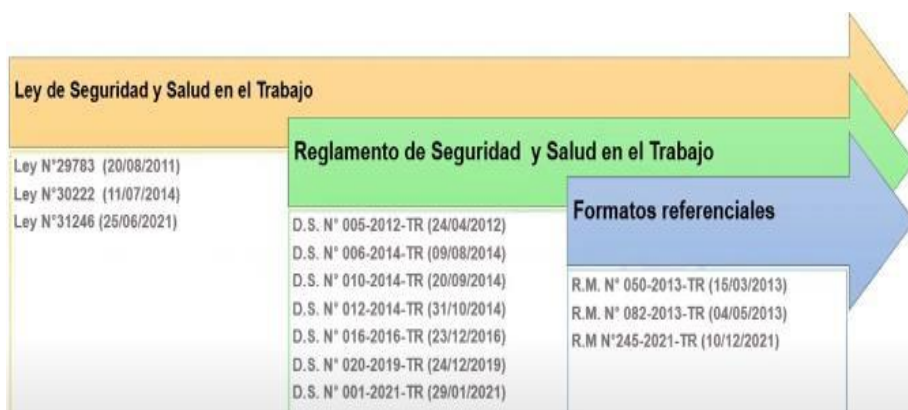 Ley de Seguridad y Salud en el Trabajo
Ley N°29783 (20/08/2011)
Ley N°30222 (11/07/2014)
Ley N°31246 (25/06/2021)
Reglamento de Seguridad y Salud en el Trabajo
D.S. N° 005-2012-TR (24/04/2012)
D.S. N° 006-2014-TR (09/08/2014)
D.S. N° 010-2014-TR (20/09/2014)
D.S. N° 012-2014-TR (31/10/2014)
D.S. N° 016-2016-TR (23/12/2016)
D.S. N° 020-2019-TR (24/12/2019)
D.S. N° 001-2021-TR (29/01/2021)
Formatos referenciales
R.M. N° 050-2013-TR (15/03/2013)
R.M. N° 082-2013-TR (04/05/2013)
R.M N°245-2021-TR (10/12/2021)